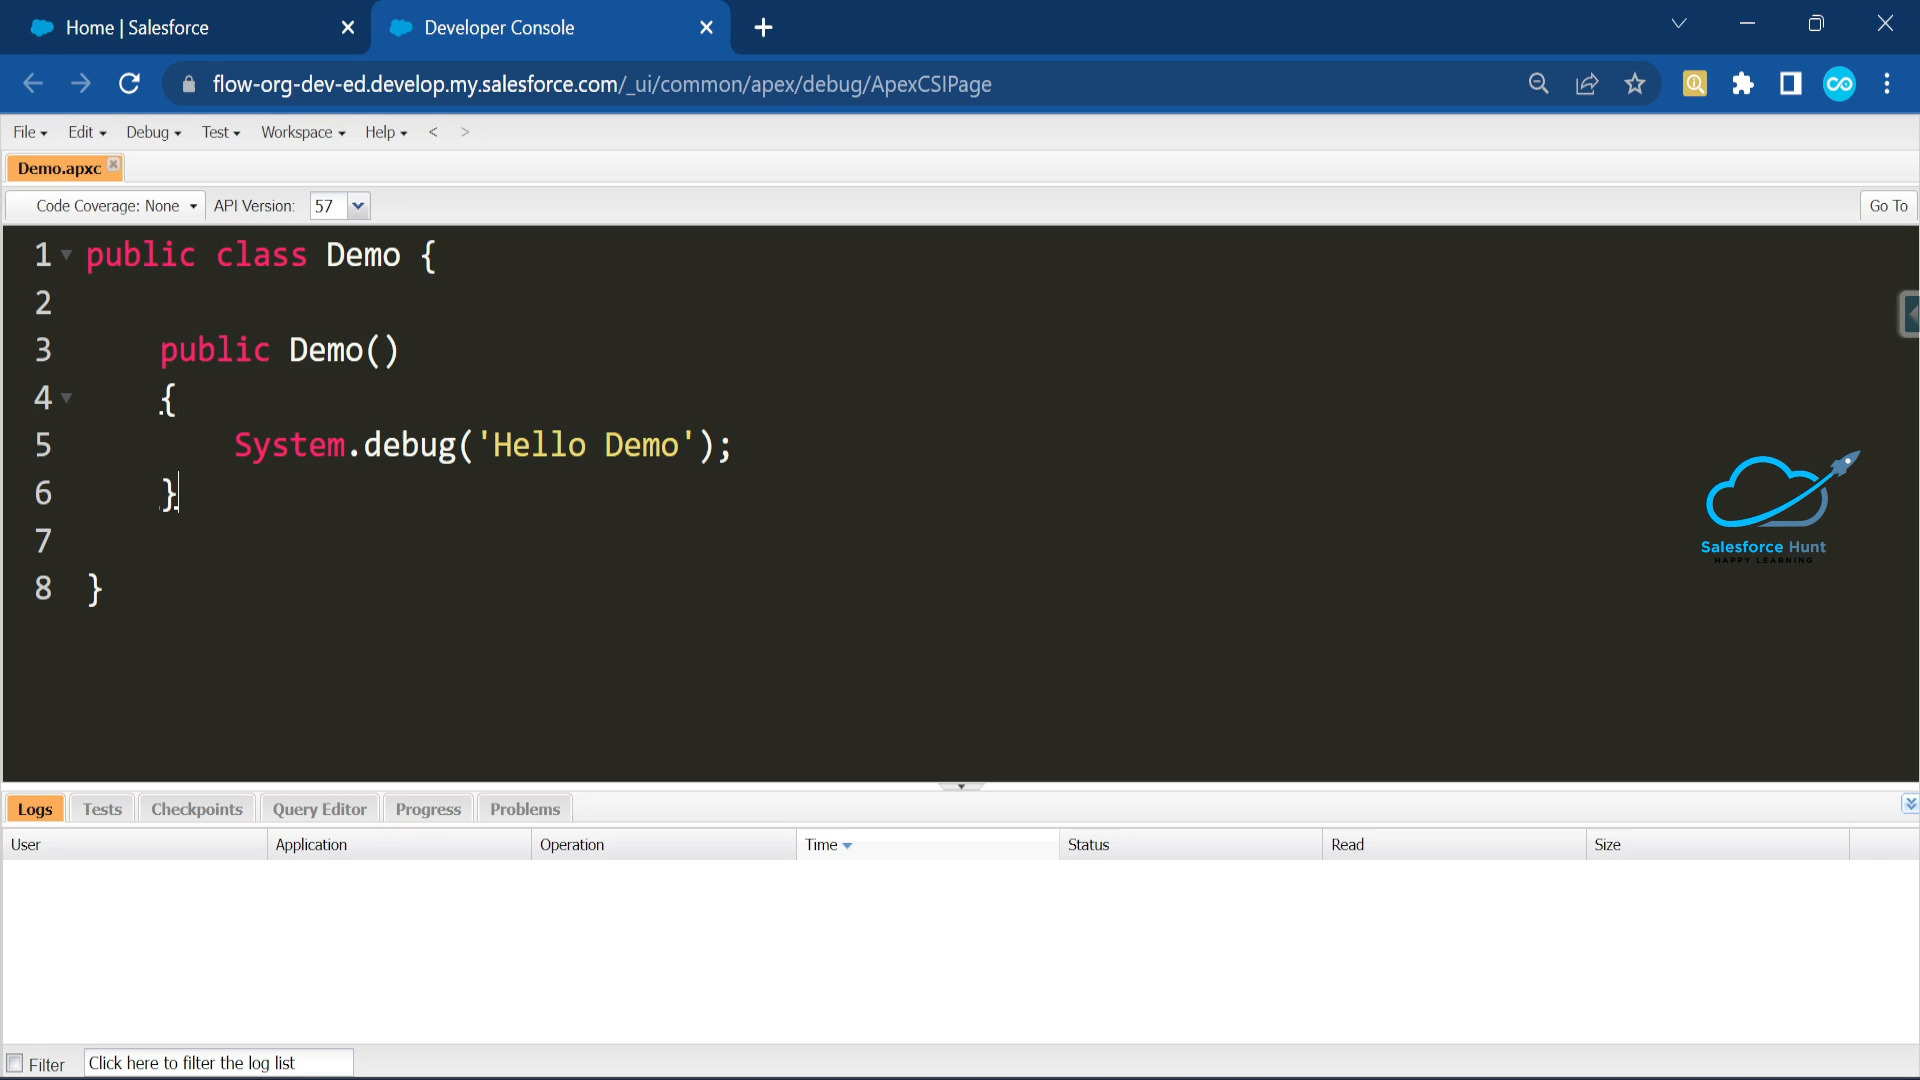 Home | Salesforce
Developer Console
flow-org-dev-ed.develop.my.salesforce.com/_ui/common/apex/debug/ApexCSIPage
File Edit Debug Test Workspace Help < >
Demo.apxc
Code Coverage: None API Version: 57 Go To
1 public class Demo {
2
3 public Demo()
4 {
5 System.debug('Hello Demo');
6 }
7
8 }
Salesforce Hunt
HAPPY LEARNING
Logs Tests Checkpoints Query Editor Progress Problems
User Application Operation Time Status Read Size
Filter Click here to filter the log list